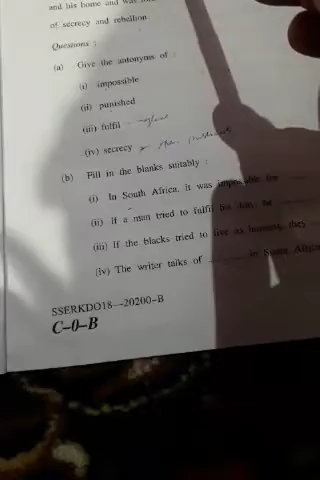 and his home and was
of secrecy and rebellion.
Questions :
(a) Give the antonyms of :
(i) impossible
(ii) punished
(iii) fulfil - neglect
(iv) secrecy
(b) Fill in the blanks suitably :
(i) In South Africa, it was impossible for
(ii) If a man tried to fulfil his duty, he
(iii) If the blacks tried to live as humans, they
(iv) The writer talks of in South Africa
SSERKDO18—20200–B
C–0–B